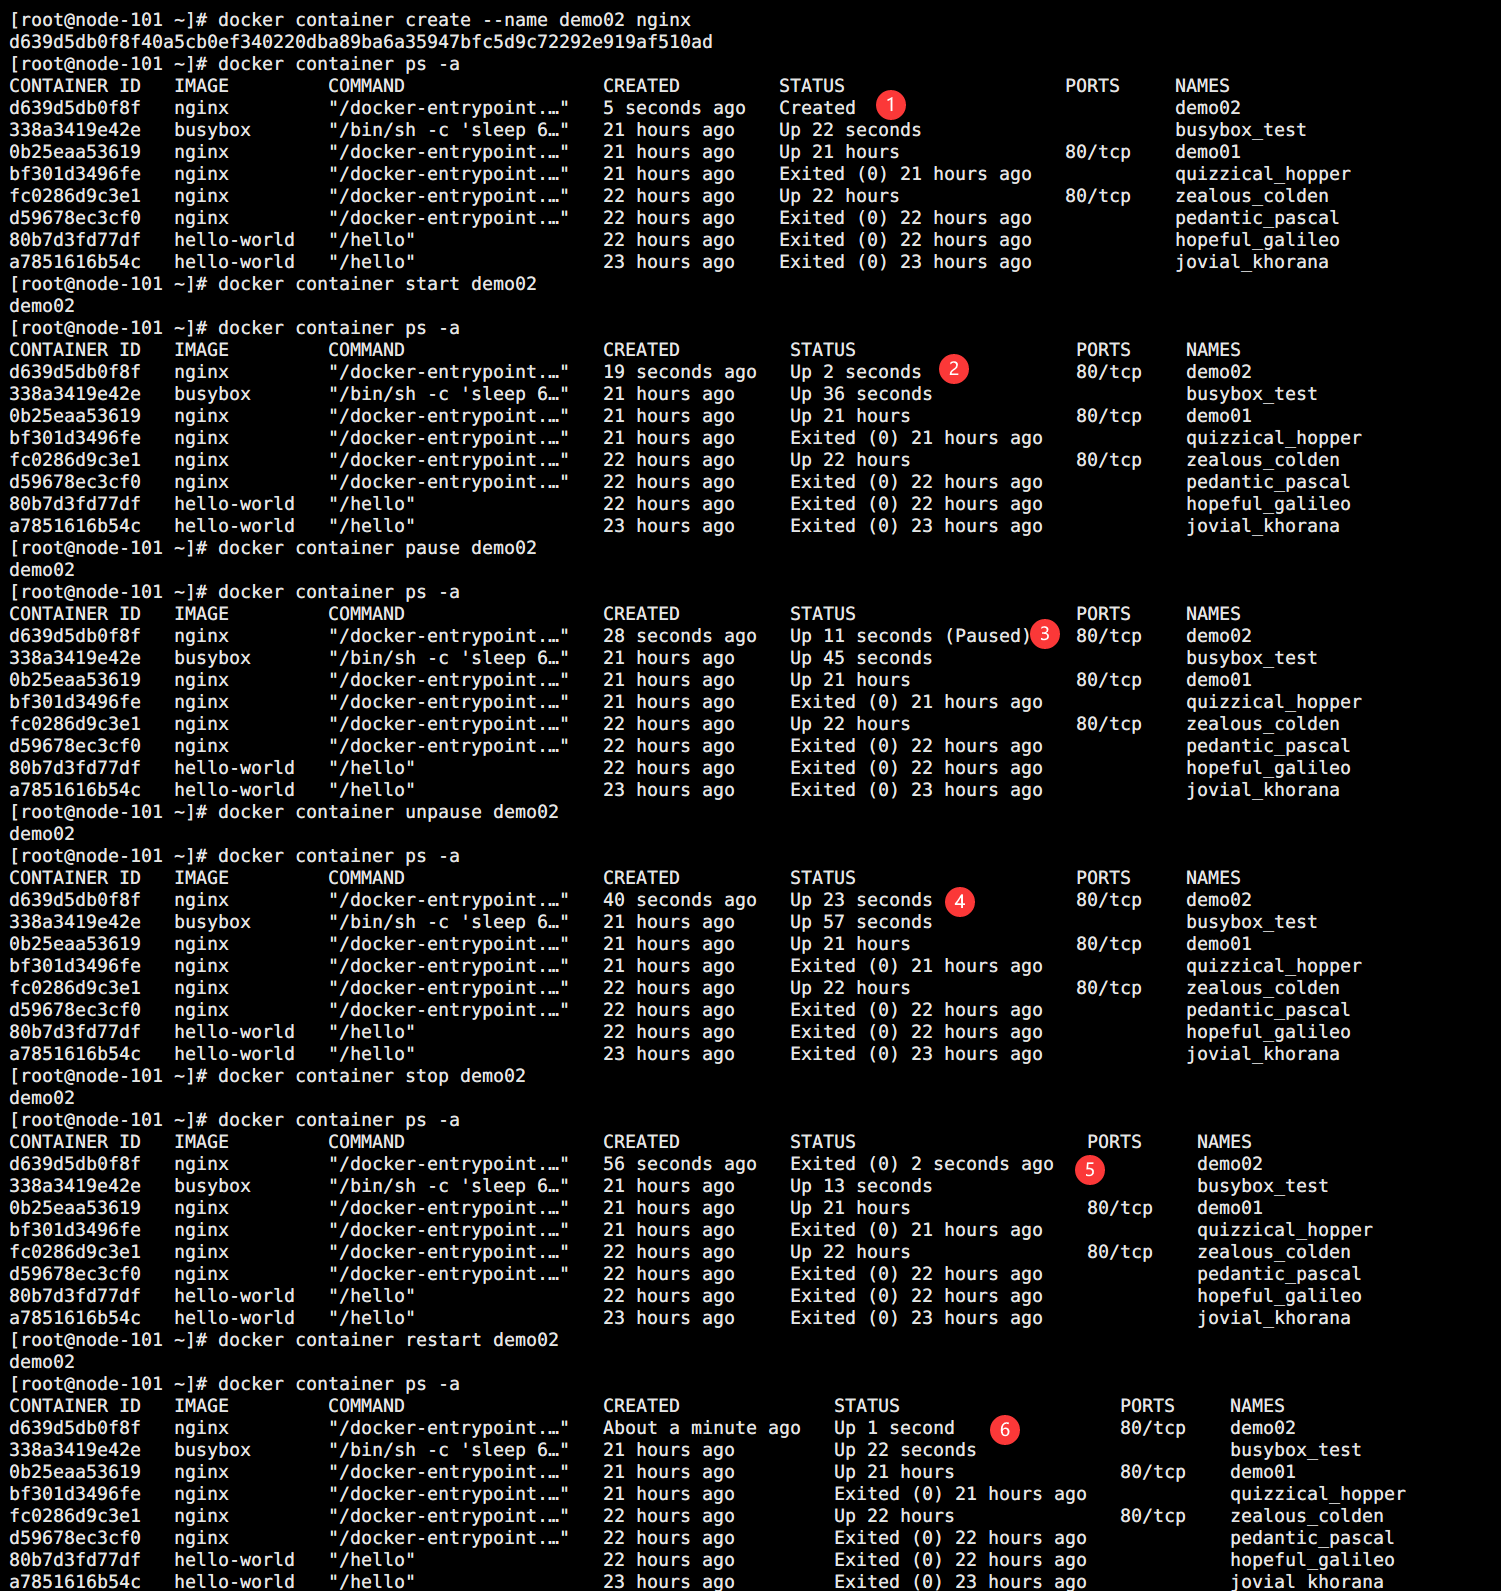 [root@node-101 ~]# docker container create --name demo02 nginx
d639d5db0f8f40a5cb0ef340220dba89ba6a35947bfc5d9c72292e919af510ad
[root@node-101 ~]# docker container ps -a
CONTAINER ID   IMAGE         COMMAND                  CREATED         STATUS                    PORTS     NAMES
d639d5db0f8f   nginx         "/docker-entrypoint.…"   5 seconds ago   Created 1                             demo02
338a3419e42e   busybox       "/bin/sh -c 'sleep 6…"   21 hours ago    Up 22 seconds                       busybox_test
0b25eaa53619   nginx         "/docker-entrypoint.…"   21 hours ago    Up 21 hours               80/tcp    demo01
bf301d3496fe   nginx         "/docker-entrypoint.…"   21 hours ago    Exited (0) 21 hours ago             quizzical_hopper
fc0286d9c3e1   nginx         "/docker-entrypoint.…"   22 hours ago    Up 22 hours               80/tcp    zealous_colden
d59678ec3cf0   nginx         "/docker-entrypoint.…"   22 hours ago    Exited (0) 22 hours ago             pedantic_pascal
80b7d3fd77df   hello-world   "/hello"                 22 hours ago    Exited (0) 22 hours ago             hopeful_galileo
a7851616b54c   hello-world   "/hello"                 23 hours ago    Exited (0) 23 hours ago             jovial_khorana
[root@node-101 ~]# docker container start demo02
demo02
[root@node-101 ~]# docker container ps -a
CONTAINER ID   IMAGE         COMMAND                  CREATED          STATUS                    PORTS     NAMES
d639d5db0f8f   nginx         "/docker-entrypoint.…"   19 seconds ago   Up 2 seconds 2            80/tcp    demo02
338a3419e42e   busybox       "/bin/sh -c 'sleep 6…"   21 hours ago     Up 36 seconds                       busybox_test
0b25eaa53619   nginx         "/docker-entrypoint.…"   21 hours ago     Up 21 hours               80/tcp    demo01
bf301d3496fe   nginx         "/docker-entrypoint.…"   21 hours ago     Exited (0) 21 hours ago             quizzical_hopper
fc0286d9c3e1   nginx         "/docker-entrypoint.…"   22 hours ago     Up 22 hours               80/tcp    zealous_colden
d59678ec3cf0   nginx         "/docker-entrypoint.…"   22 hours ago     Exited (0) 22 hours ago             pedantic_pascal
80b7d3fd77df   hello-world   "/hello"                 22 hours ago     Exited (0) 22 hours ago             hopeful_galileo
a7851616b54c   hello-world   "/hello"                 23 hours ago     Exited (0) 23 hours ago             jovial_khorana
[root@node-101 ~]# docker container pause demo02
demo02
[root@node-101 ~]# docker container ps -a
CONTAINER ID   IMAGE         COMMAND                  CREATED          STATUS                    PORTS     NAMES
d639d5db0f8f   nginx         "/docker-entrypoint.…"   28 seconds ago   Up 11 seconds (Paused) 3  80/tcp    demo02
338a3419e42e   busybox       "/bin/sh -c 'sleep 6…"   21 hours ago     Up 45 seconds                       busybox_test
0b25eaa53619   nginx         "/docker-entrypoint.…"   21 hours ago     Up 21 hours               80/tcp    demo01
bf301d3496fe   nginx         "/docker-entrypoint.…"   21 hours ago     Exited (0) 21 hours ago             quizzical_hopper
fc0286d9c3e1   nginx         "/docker-entrypoint.…"   22 hours ago     Up 22 hours               80/tcp    zealous_colden
d59678ec3cf0   nginx         "/docker-entrypoint.…"   22 hours ago     Exited (0) 22 hours ago             pedantic_pascal
80b7d3fd77df   hello-world   "/hello"                 22 hours ago     Exited (0) 22 hours ago             hopeful_galileo
a7851616b54c   hello-world   "/hello"                 23 hours ago     Exited (0) 23 hours ago             jovial_khorana
[root@node-101 ~]# docker container unpause demo02
demo02
[root@node-101 ~]# docker container ps -a
CONTAINER ID   IMAGE         COMMAND                  CREATED          STATUS                    PORTS     NAMES
d639d5db0f8f   nginx         "/docker-entrypoint.…"   40 seconds ago   Up 23 seconds 4           80/tcp    demo02
338a3419e42e   busybox       "/bin/sh -c 'sleep 6…"   21 hours ago     Up 57 seconds                       busybox_test
0b25eaa53619   nginx         "/docker-entrypoint.…"   21 hours ago     Up 21 hours               80/tcp    demo01
bf301d3496fe   nginx         "/docker-entrypoint.…"   21 hours ago     Exited (0) 21 hours ago             quizzical_hopper
fc0286d9c3e1   nginx         "/docker-entrypoint.…"   22 hours ago     Up 22 hours               80/tcp    zealous_colden
d59678ec3cf0   nginx         "/docker-entrypoint.…"   22 hours ago     Exited (0) 22 hours ago             pedantic_pascal
80b7d3fd77df   hello-world   "/hello"                 22 hours ago     Exited (0) 22 hours ago             hopeful_galileo
a7851616b54c   hello-world   "/hello"                 23 hours ago     Exited (0) 23 hours ago             jovial_khorana
[root@node-101 ~]# docker container stop demo02
demo02
[root@node-101 ~]# docker container ps -a
CONTAINER ID   IMAGE         COMMAND                  CREATED          STATUS                     PORTS     NAMES
d639d5db0f8f   nginx         "/docker-entrypoint.…"   56 seconds ago   Exited (0) 2 seconds ago 5           demo02
338a3419e42e   busybox       "/bin/sh -c 'sleep 6…"   21 hours ago     Up 13 seconds                        busybox_test
0b25eaa53619   nginx         "/docker-entrypoint.…"   21 hours ago     Up 21 hours                80/tcp    demo01
bf301d3496fe   nginx         "/docker-entrypoint.…"   21 hours ago     Exited (0) 21 hours ago              quizzical_hopper
fc0286d9c3e1   nginx         "/docker-entrypoint.…"   22 hours ago     Up 22 hours                80/tcp    zealous_colden
d59678ec3cf0   nginx         "/docker-entrypoint.…"   22 hours ago     Exited (0) 22 hours ago              pedantic_pascal
80b7d3fd77df   hello-world   "/hello"                 22 hours ago     Exited (0) 22 hours ago              hopeful_galileo
a7851616b54c   hello-world   "/hello"                 23 hours ago     Exited (0) 23 hours ago              jovial_khorana
[root@node-101 ~]# docker container restart demo02
demo02
[root@node-101 ~]# docker container ps -a
CONTAINER ID   IMAGE         COMMAND                  CREATED              STATUS                    PORTS     NAMES
d639d5db0f8f   nginx         "/docker-entrypoint.…"   About a minute ago   Up 1 second 6             80/tcp    demo02
338a3419e42e   busybox       "/bin/sh -c 'sleep 6…"   21 hours ago         Up 22 seconds                       busybox_test
0b25eaa53619   nginx         "/docker-entrypoint.…"   21 hours ago         Up 21 hours               80/tcp    demo01
bf301d3496fe   nginx         "/docker-entrypoint.…"   21 hours ago         Exited (0) 21 hours ago             quizzical_hopper
fc0286d9c3e1   nginx         "/docker-entrypoint.…"   22 hours ago         Up 22 hours               80/tcp    zealous_colden
d59678ec3cf0   nginx         "/docker-entrypoint.…"   22 hours ago         Exited (0) 22 hours ago             pedantic_pascal
80b7d3fd77df   hello-world   "/hello"                 22 hours ago         Exited (0) 22 hours ago             hopeful_galileo
a7851616b54c   hello-world   "/hello"                 23 hours ago         Exited (0) 23 hours ago             jovial_khorana